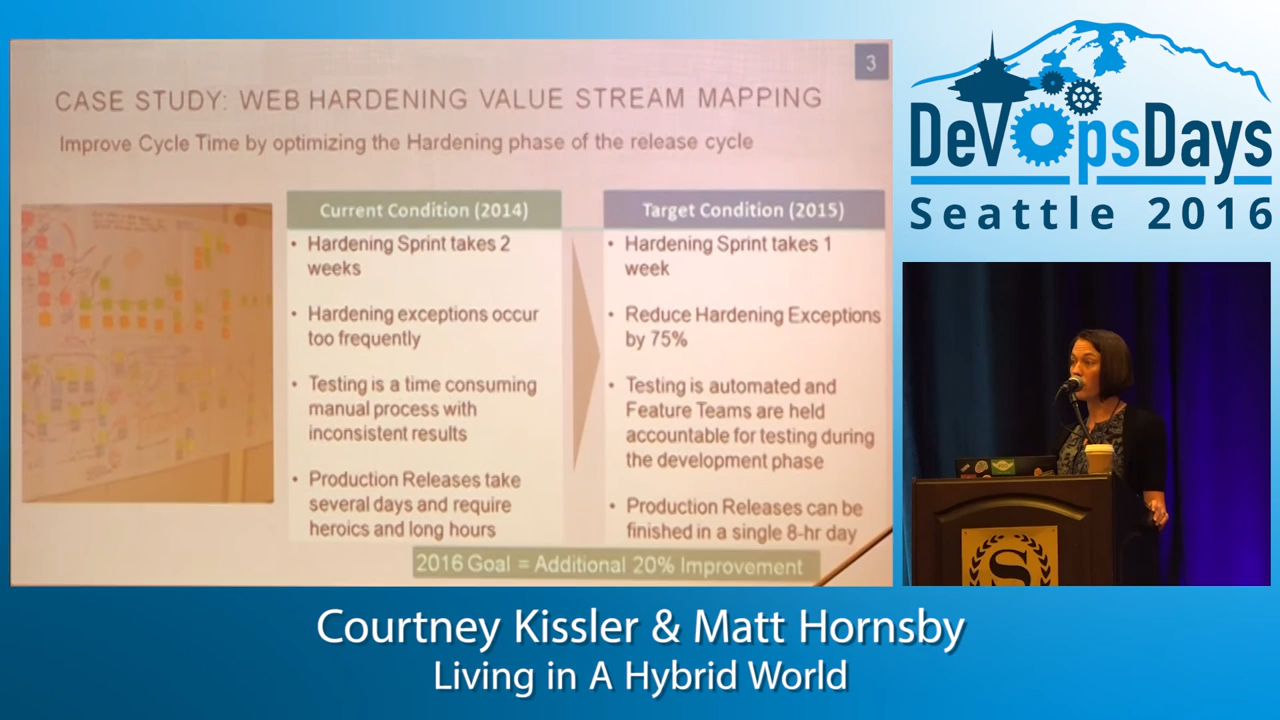 3
CASE STUDY: WEB HARDENING VALUE STREAM MAPPING
Improve Cycle Time by optimizing the Hardening phase of the release cycle
Current Condition (2014)
• Hardening Sprint takes 2
weeks
• Hardening exceptions occur
too frequently
• Testing is a time consuming
manual process with
inconsistent results
• Production Releases take
several days and require
heroics and long hours
Target Condition (2015)
• Hardening Sprint takes 1
week
• Reduce Hardening Exceptions
by 75%
• Testing is automated and
Feature Teams are held
accountable for testing during
the development phase
• Production Releases can be
finished in a single 8-hr day
2016 Goal = Additional 20% Improvement
DevOpsDays
Seattle 2016
S
Courtney Kissler & Matt Hornsby
Living in A Hybrid World